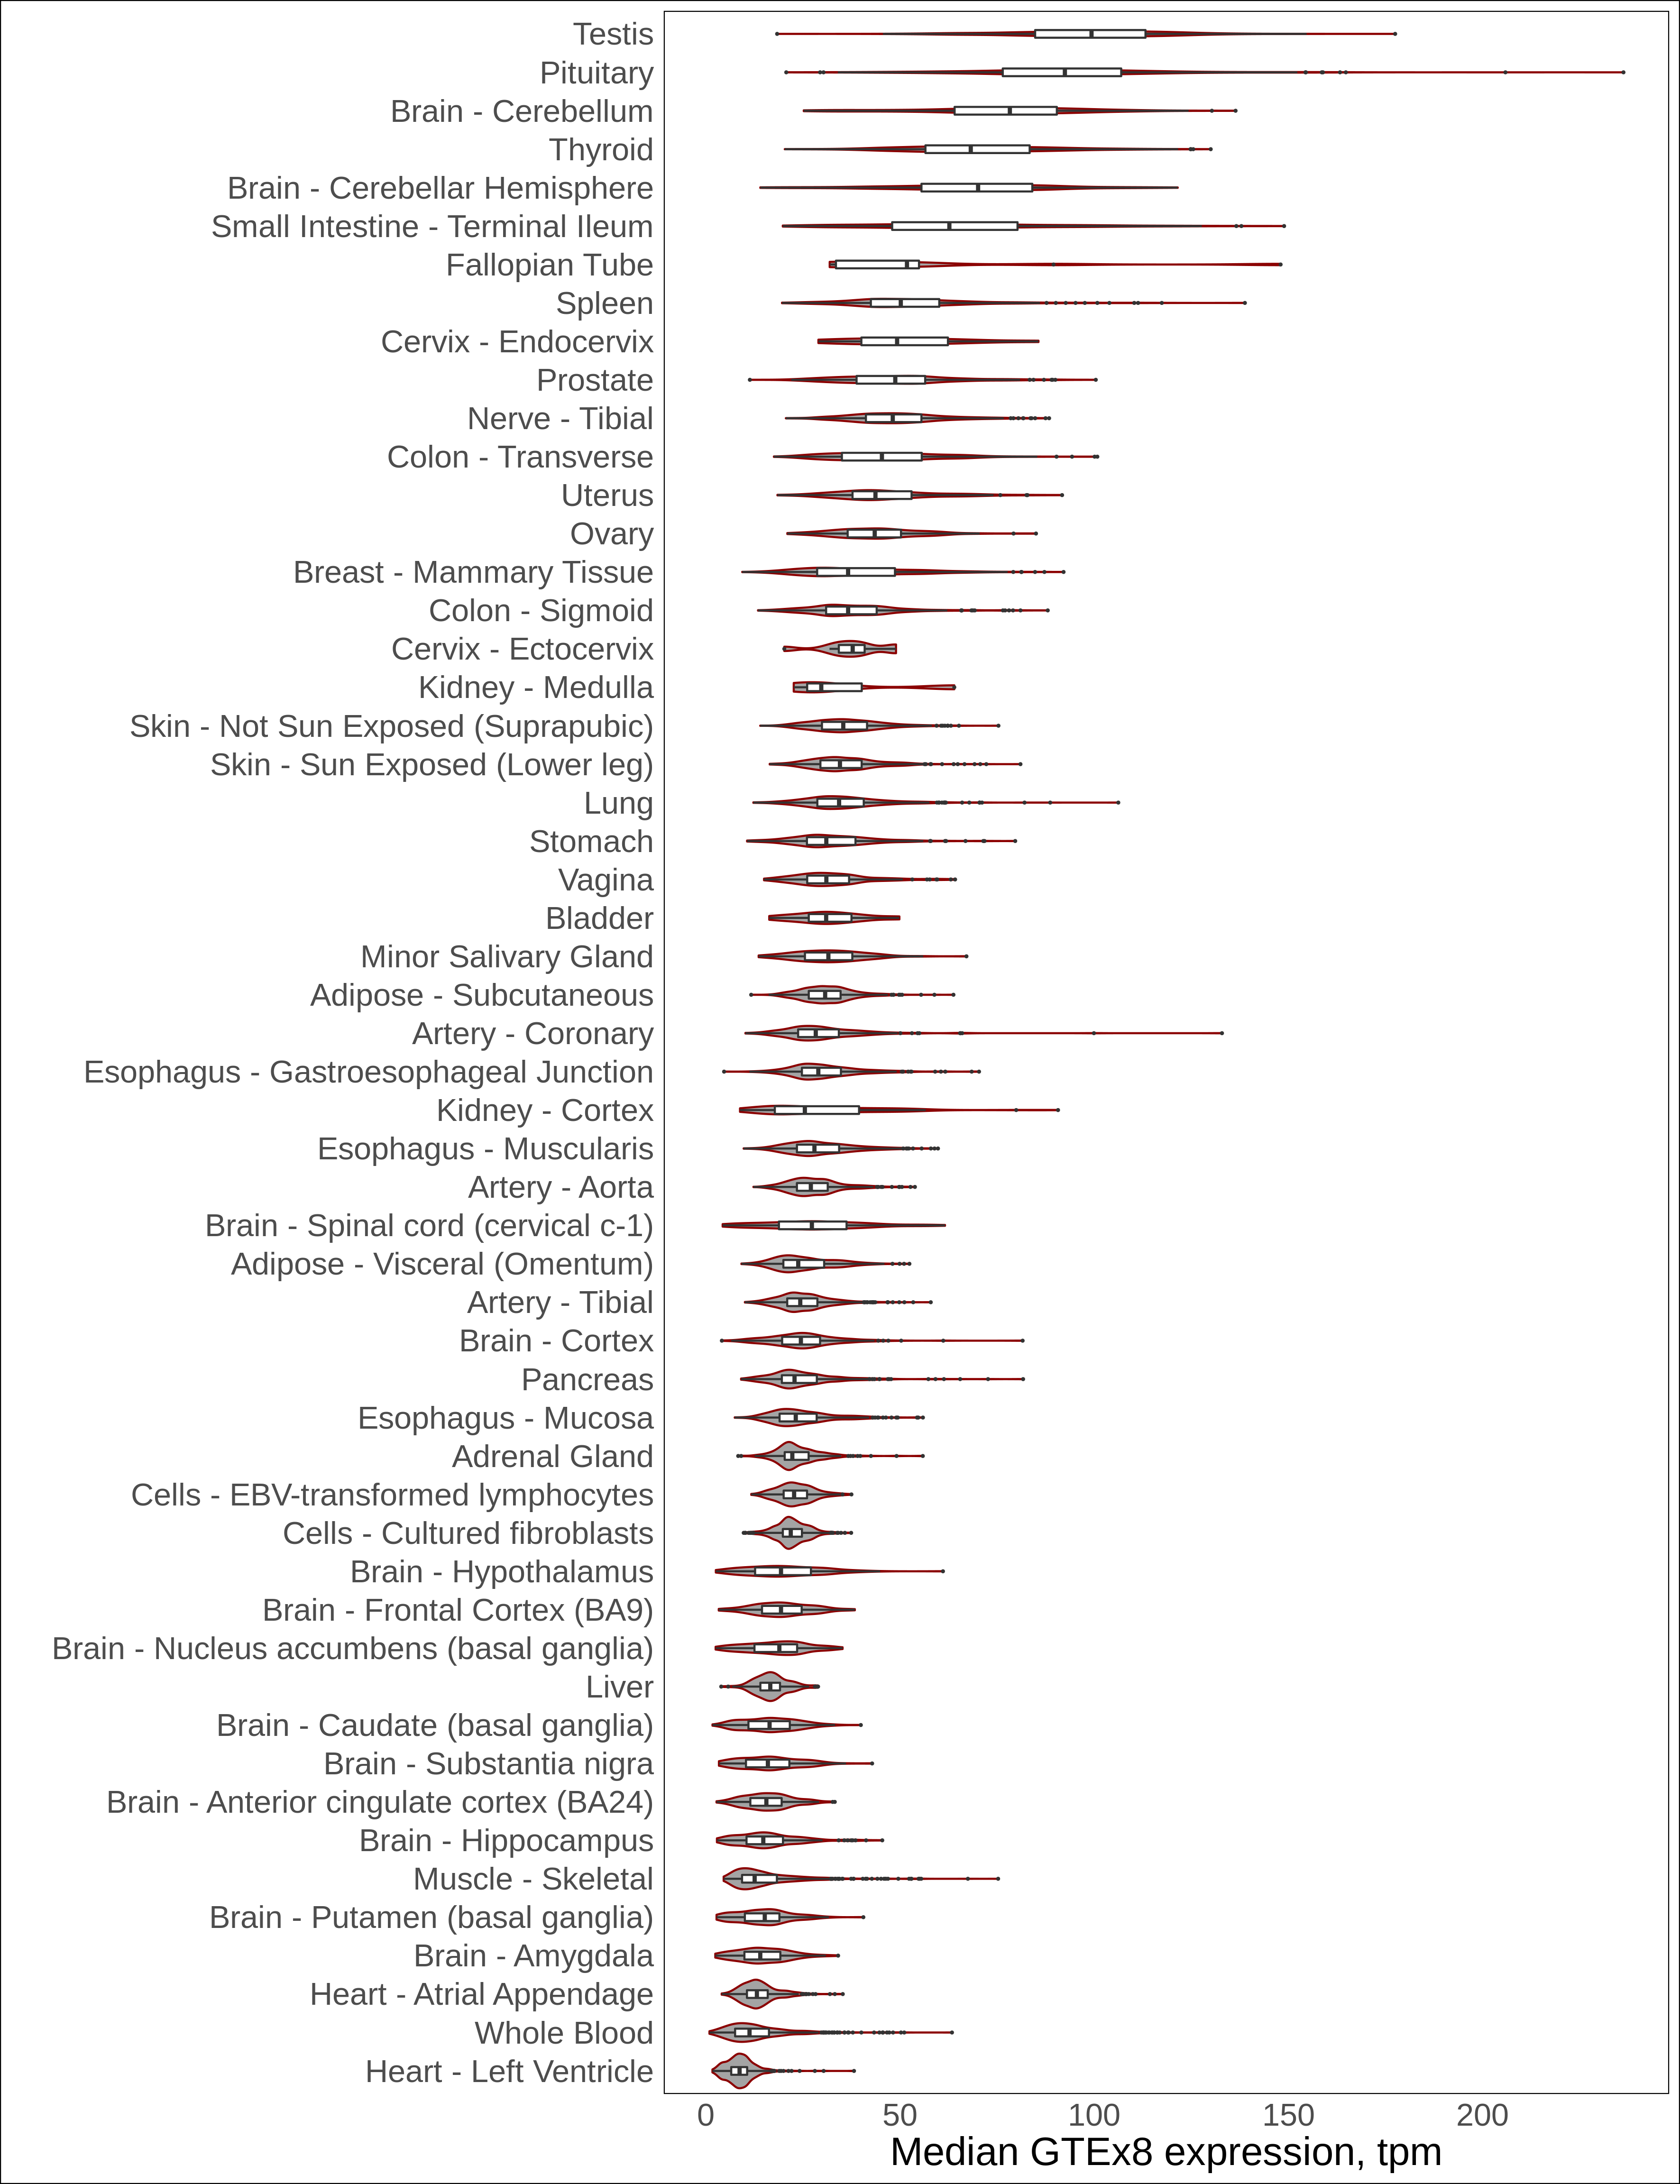 Testis
Pituitary
Brain - Cerebellum
Thyroid
Brain - Cerebellar Hemisphere
Small Intestine - Terminal Ileum
Fallopian Tube
Spleen
Cervix - Endocervix
Prostate
Nerve - Tibial
Colon - Transverse
Uterus
Ovary
Breast - Mammary Tissue
Colon - Sigmoid
Cervix - Ectocervix
Kidney - Medulla
Skin - Not Sun Exposed (Suprapubic)
Skin - Sun Exposed (Lower leg)
Lung
Stomach
Vagina
Bladder
Minor Salivary Gland
Adipose - Subcutaneous
Artery - Coronary
Esophagus - Gastroesophageal Junction
Kidney - Cortex
Esophagus - Muscularis
Artery - Aorta
Brain - Spinal cord (cervical c-1)
Adipose - Visceral (Omentum)
Artery - Tibial
Brain - Cortex
Pancreas
Esophagus - Mucosa
Adrenal Gland
Cells - EBV-transformed lymphocytes
Cells - Cultured fibroblasts
Brain - Hypothalamus
Brain - Frontal Cortex (BA9)
Brain - Nucleus accumbens (basal ganglia)
Liver
Brain - Caudate (basal ganglia)
Brain - Substantia nigra
Brain - Anterior cingulate cortex (BA24)
Brain - Hippocampus
Muscle - Skeletal
Brain - Putamen (basal ganglia)
Brain - Amygdala
Heart - Atrial Appendage
Whole Blood
Heart - Left Ventricle
0 50 100 150 200
Median GTEx8 expression, tpm